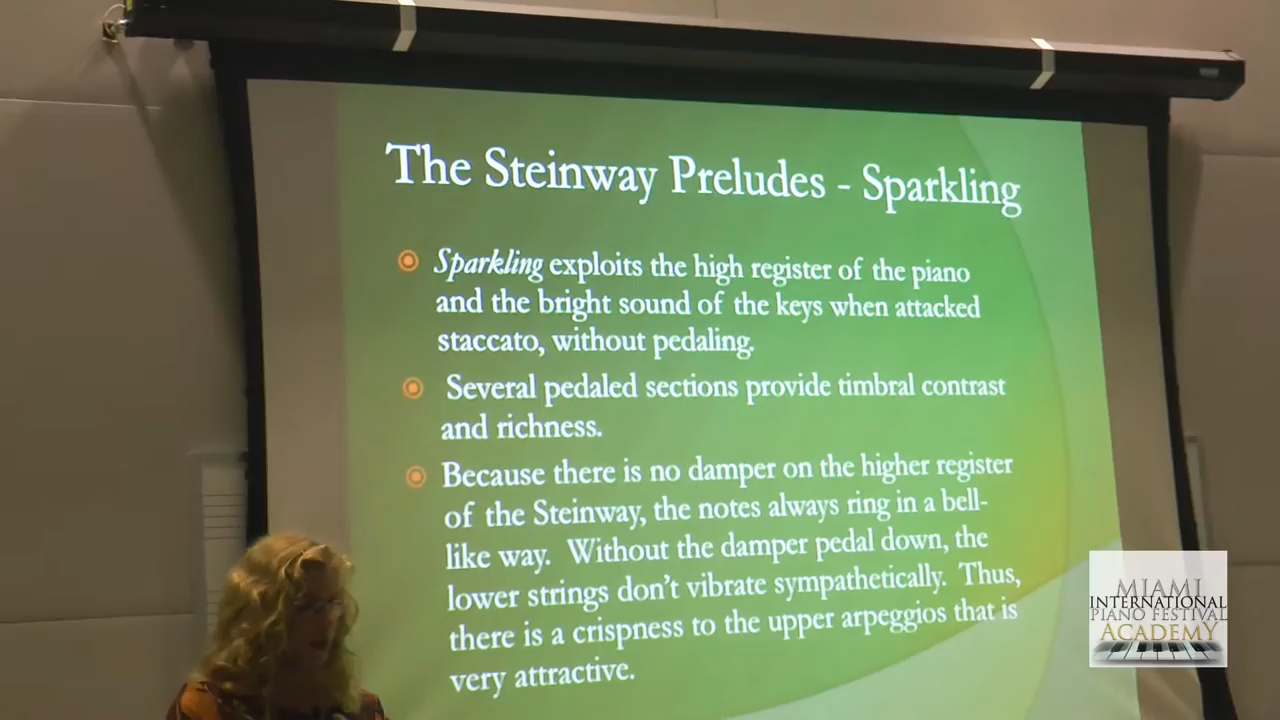 The Steinway Preludes - Sparkling
Sparkling exploits the high register of the piano
and the bright sound of the keys when attacked
staccato, without pedaling.
Several pedaled sections provide timbral contrast
and richness.
Because there is no damper on the higher register
of the Steinway, the notes always ring in a bell-
like way. Without the damper pedal down, the
lower strings don't vibrate sympathetically. Thus,
there is a crispness to the upper arpeggios that is
very attractive.
MIAMI
INTERNATIONAL
PIANO FESTIVAL
ACADEMY